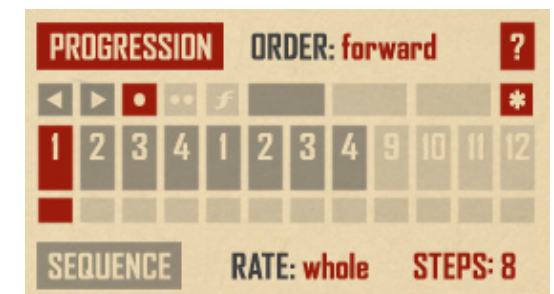 PROGRESSION ORDER: forward ?
f *
1 2 3 4 1 2 3 4 9 10 11 12
SEQUENCE RATE: whole STEPS: 8